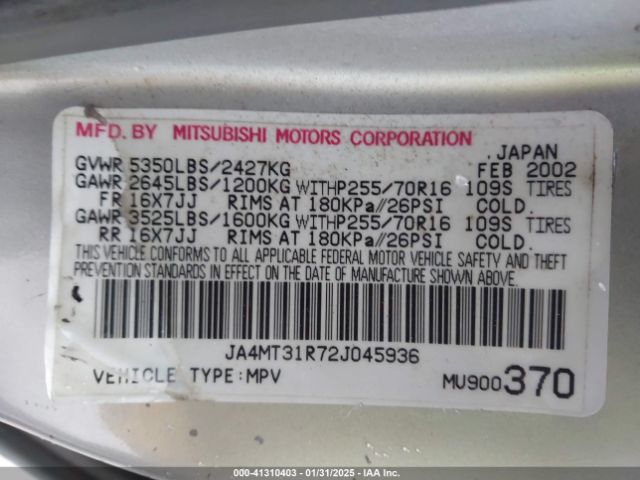 MFD. BY MITSUBISHI MOTORS CORPORATION
, JAPAN
GVWR 5350LBS/2427KG FEB 2002
GAWR 2645LBS/1200KG WITHP255/70R16 109S TIRES
FR 16X7JJ RIMS AT 180KPa//26PSI COLD.
GAWR 3525LBS/1600KG WITHP255/70R16 109S TIRES
RR 16X7JJ RIMS AT 180KPa//26PSI COLD.
THIS VEHICLE CONFORMS TO ALL APPLICABLE FEDERAL MOTOR VEHICLE SAFETY AND THEFT
PREVENTION STANDARDS IN EFFECT ON THE DATE OF MANUFACTURE SHOWN ABOVE.
JA4MT31R72J045936
VEHICLE TYPE:MPV MU900370
000-41310403 - 01/31/2025 - IAA Inc.